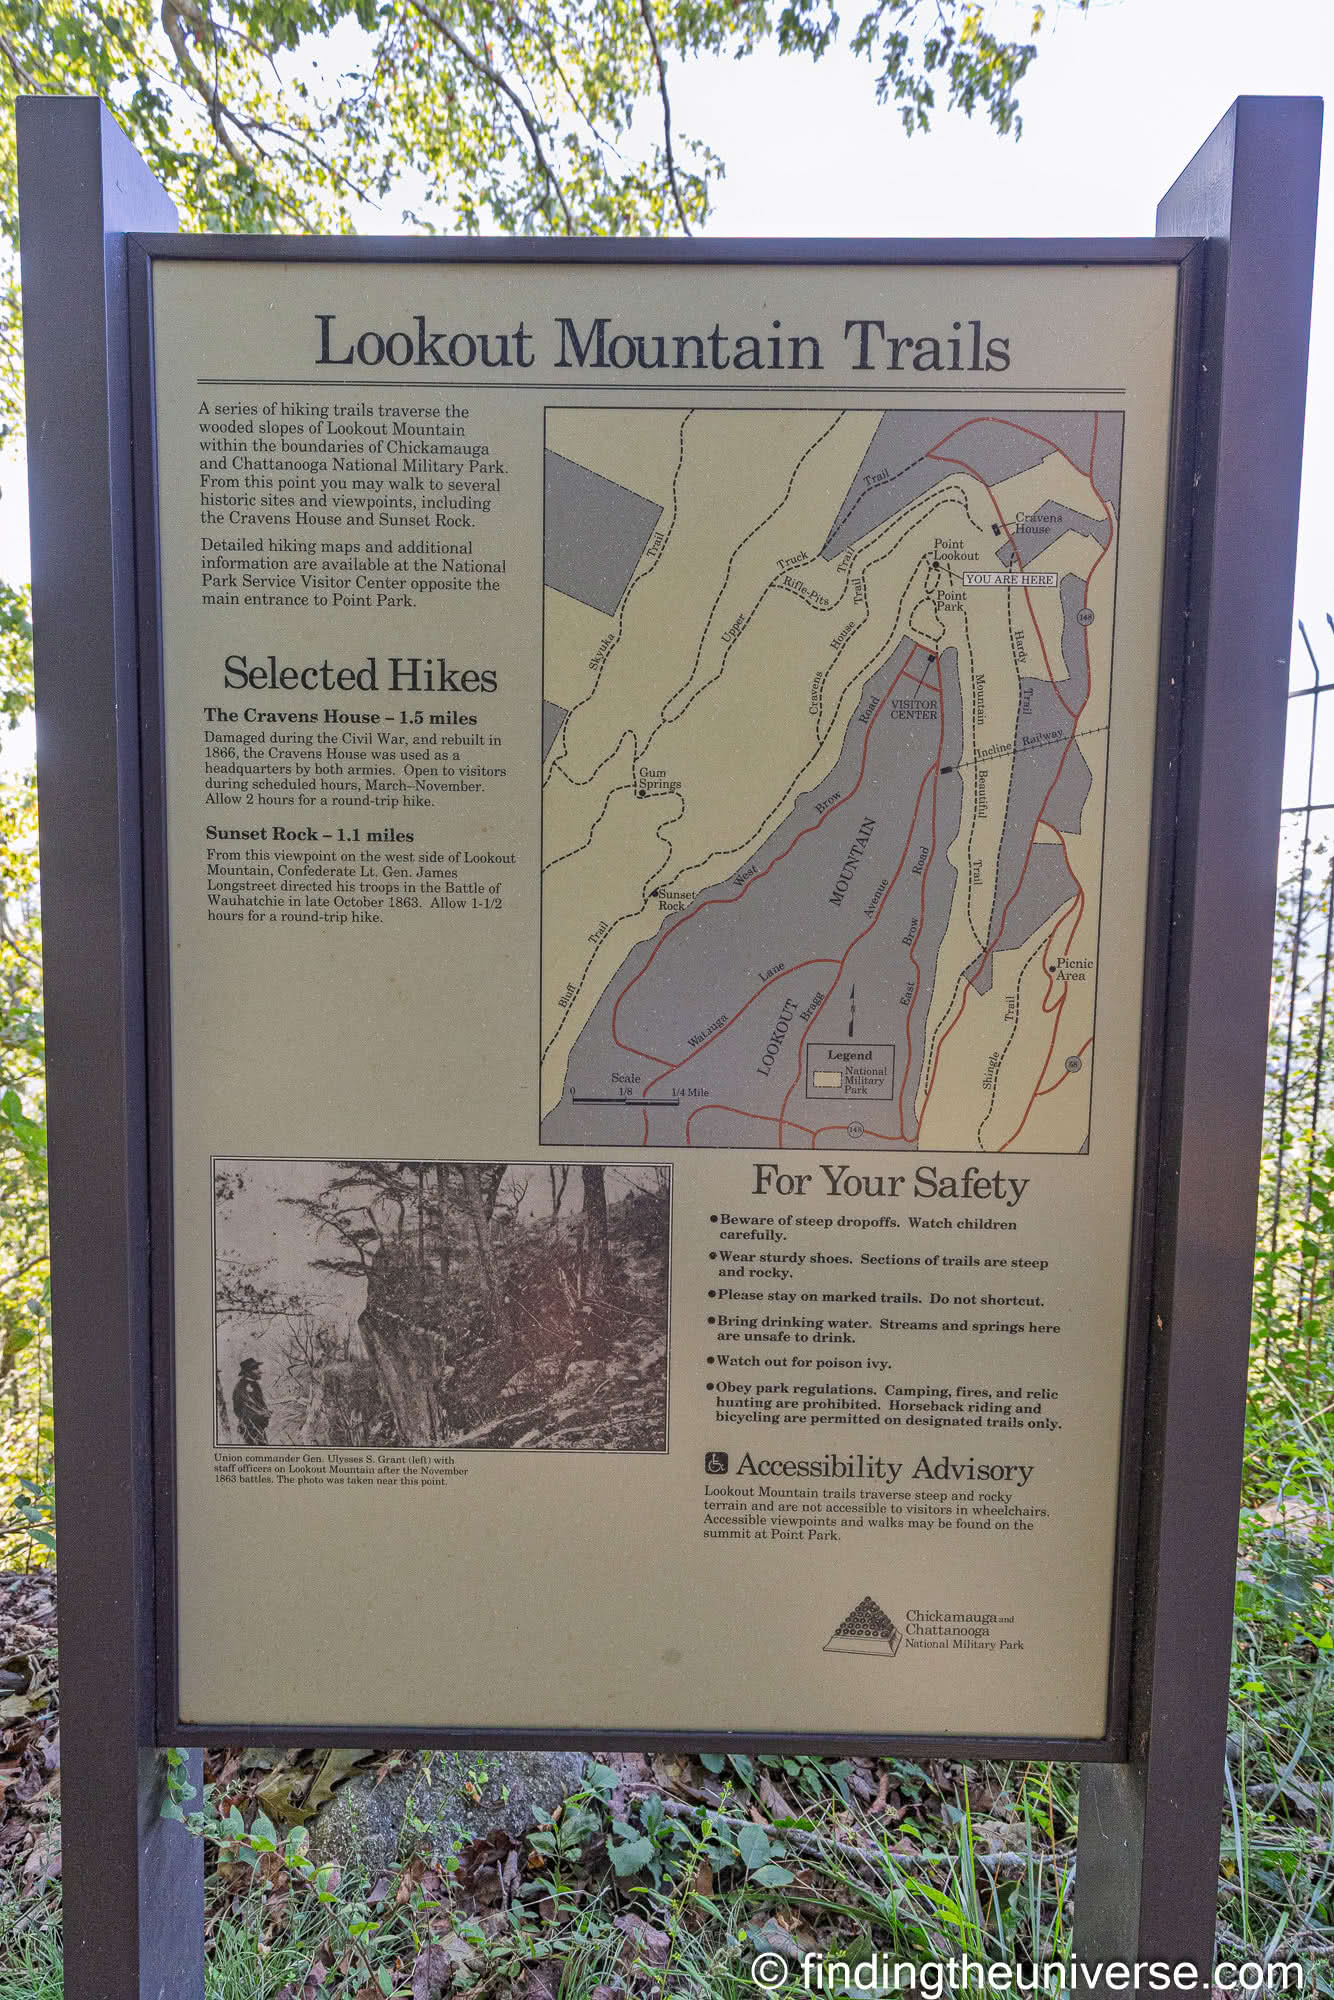 Lookout Mountain Trails
A series of hiking trails traverse the
wooded slopes of Lookout Mountain
within the boundaries of Chickamauga
and Chattanooga National Military Park.
From this point you may walk to several
historic sites and viewpoints, including
the Cravens House and Sunset Rock.
Detailed hiking maps and additional
information are available at the National
Park Service Visitor Center opposite the
main entrance to Point Park.
Selected Hikes
The Cravens House – 1.5 miles
Damaged during the Civil War, and rebuilt in
1866, the Cravens House was used as a
headquarters by both armies. Open to visitors
during scheduled hours, March–November.
Allow 2 hours for a round-trip hike.
Sunset Rock – 1.1 miles
From this viewpoint on the west side of Lookout
Mountain, Confederate Lt. Gen. James
Longstreet directed his troops in the Battle of
Wauhatchie in late October 1863. Allow 1-1/2
hours for a round-trip hike.
Trail
Cravens
House
Point
Lookout
YOU ARE HERE
Point
Park
Truck
Trail
Rifle-Pits
Trail
Upper
House
Cravens
Trail
Skyuka
148
Hardy
Trail
VISITOR
CENTER
Road
Mountain
Beautiful
Trail
Incline Railway
Gum
Springs
Brow
West
MOUNTAIN
Road
Avenue
Brow
East
Sunset
Rock
Trail
Bluff
Lane
Watauga
LOOKOUT
Bragg
Picnic
Area
Trail
Shingle
58
Legend
National
Military
Park
Scale
0 1/8 1/4 Mile
148
Union commander Gen. Ulysses S. Grant (left) with
staff officers on Lookout Mountain after the November
1863 battles. The photo was taken near this point.
For Your Safety
•Beware of steep dropoffs. Watch children
carefully.
•Wear sturdy shoes. Sections of trails are steep
and rocky.
•Please stay on marked trails. Do not shortcut.
•Bring drinking water. Streams and springs here
are unsafe to drink.
•Watch out for poison ivy.
•Obey park regulations. Camping, fires, and relic
hunting are prohibited. Horseback riding and
bicycling are permitted on designated trails only.
Accessibility Advisory
Lookout Mountain trails traverse steep and rocky
terrain and are not accessible to visitors in wheelchairs.
Accessible viewpoints and walks may be found on the
summit at Point Park.
Chickamauga and
Chattanooga
National Military Park
© findingtheuniverse.com